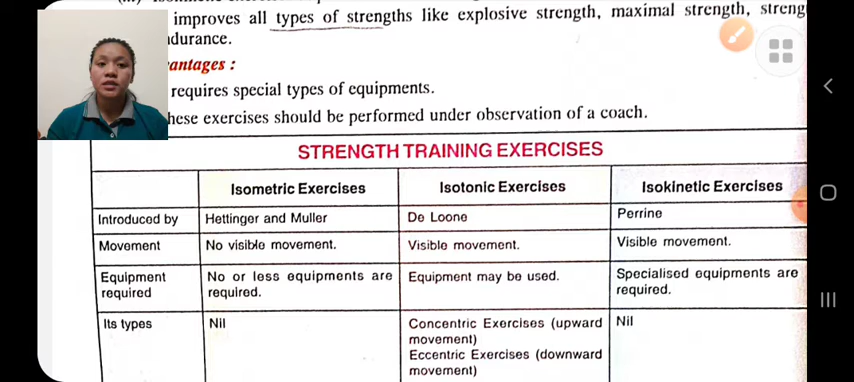 improves all types of strengths like explosive strength, maximal strength,
durance.
antages :
requires special types of equipments.
hese exercises should be performed under observation of a coach.
STRENGTH TRAINING EXERCISES
Isometric Exercises Isotonic Exercises Isokinetic Exercises
Introduced by Hettinger and Muller De Loone Perrine
Movement No visible movement. Visible movement. Visible movement.
Equipment No or less equipments are Equipment may be used. Specialised equipments are
required required. required.
Its types Nil Concentric Exercises (upward Nil
movement)
Eccentric Exercises (downward
movement)